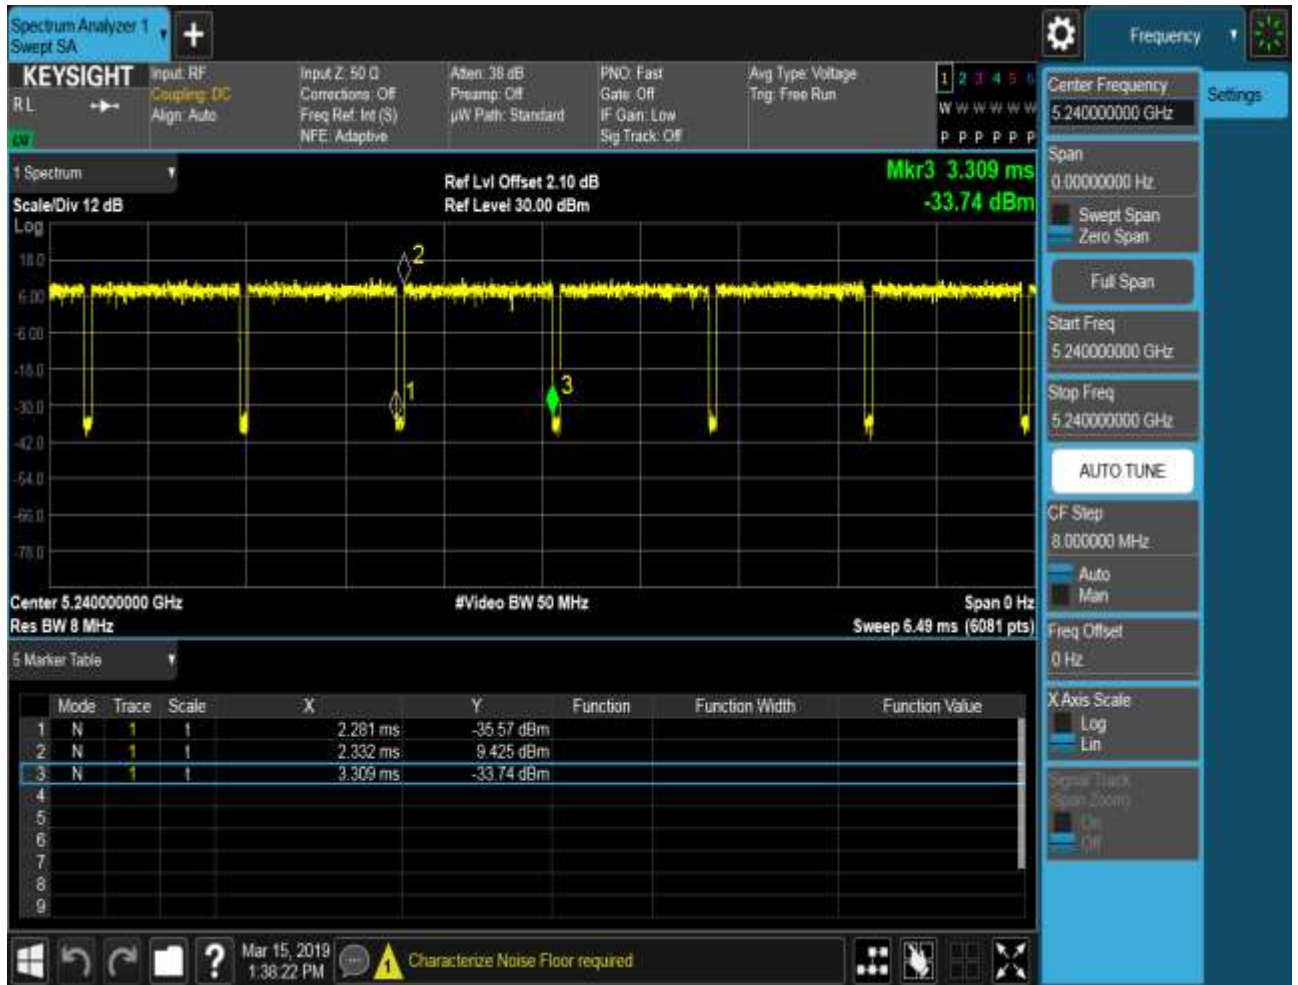 Spectrum Analyzer 1
Swept SA
Frequency
KEYSIGHT
RL
Input: RF
Coupling: DC
Align: Auto
Input Z: 50 Ω
Corrections: Off
Freq Ref: Int (S)
NFE: Adaptive
Atten: 38 dB
Preamp: Off
µW Path: Standard
PNO: Fast
Gate: Off
IF Gain: Low
Sig Track: Off
Avg Type: Voltage
Trig: Free Run
1 2 3 4 5 6
W W W W W W
P P P P P P
Center Frequency
5.240000000 GHz
Settings
1 Spectrum
Scale/Div 12 dB
Ref Lvl Offset 2.10 dB
Ref Level 30.00 dBm
Mkr3 3.309 ms
-33.74 dBm
Log
18.0
6.00
-6.00
-18.0
-30.0
-42.0
-54.0
-66.0
-78.0
2
1
3
Center 5.240000000 GHz
Res BW 8 MHz
#Video BW 50 MHz
Span 0 Hz
Sweep 6.49 ms (6081 pts)
Span
0.00000000 Hz
Swept Span
Zero Span
Full Span
Start Freq
5.240000000 GHz
Stop Freq
5.240000000 GHz
AUTO TUNE
CF Step
8.000000 MHz
Auto
Man
Freq Offset
0 Hz
X Axis Scale
Log
Lin
Signal Track
(Span Zoom)
On
Off
5 Marker Table
Mode Trace Scale X Y Function Function Width Function Value
1 N 1 t 2.281 ms -35.57 dBm
2 N 1 t 2.332 ms 9.425 dBm
3 N 1 t 3.309 ms -33.74 dBm
4
5
6
7
8
9
?
Mar 15, 2019
1:38:22 PM
1
Characterize Noise Floor required